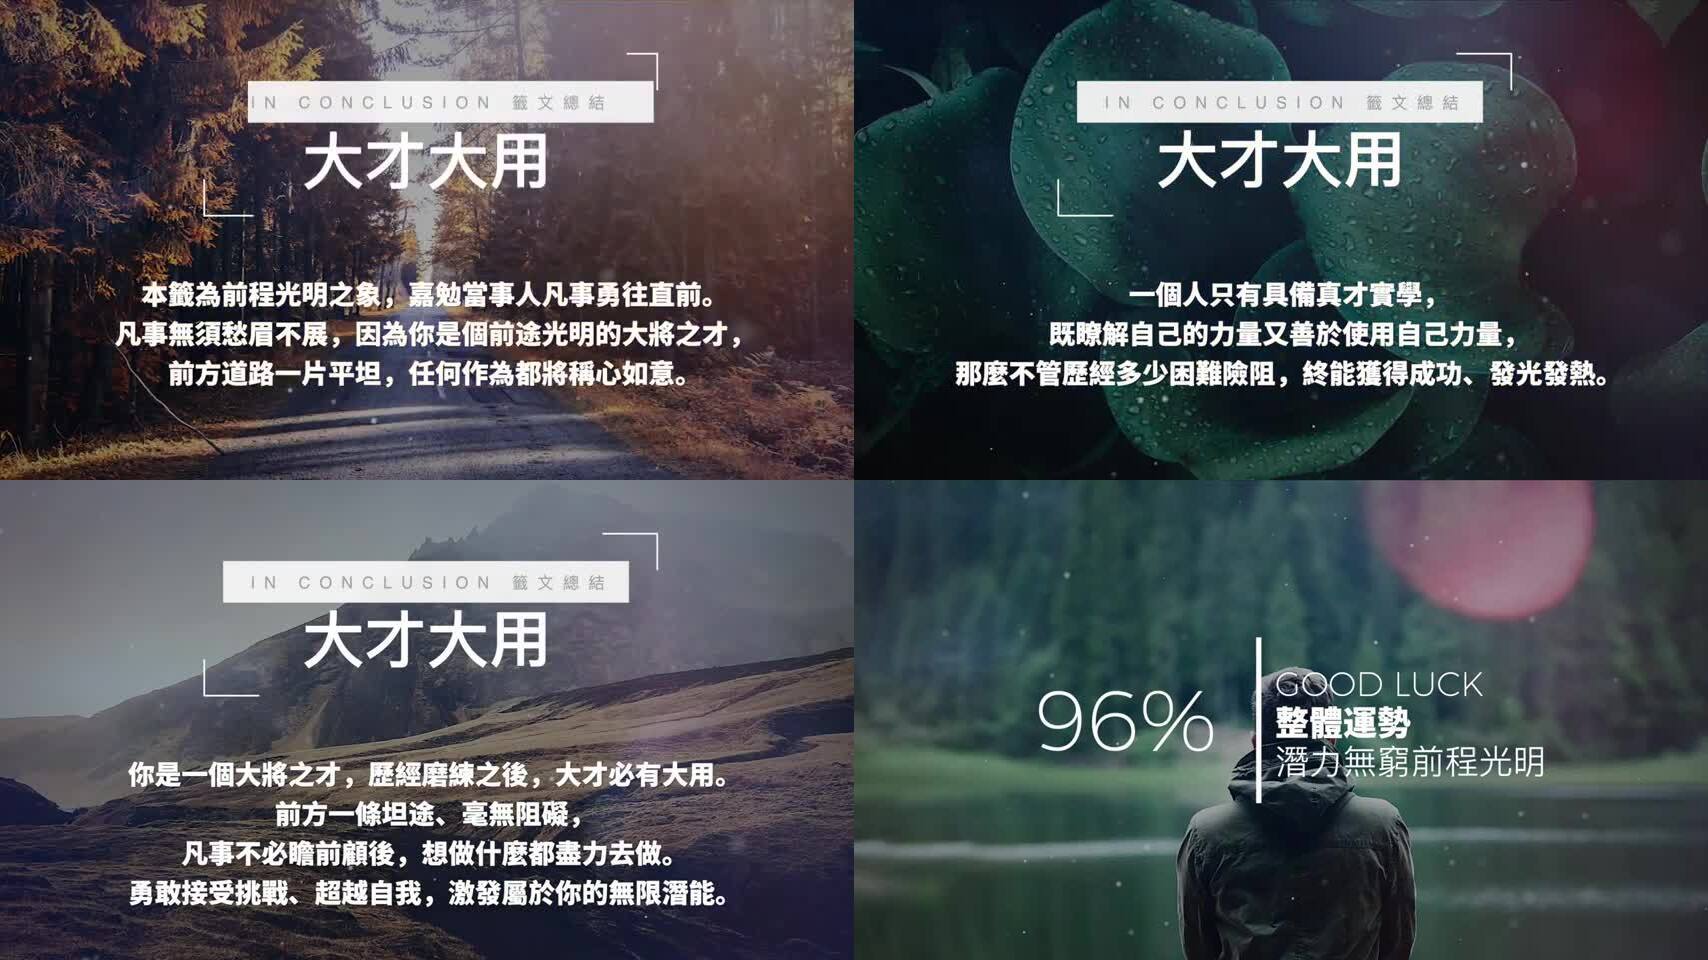 IN CONCLUSION 籤文總結
大才大用
本籤為前程光明之象，嘉勉當事人凡事勇往直前。
凡事無須愁眉不展，因為你是個前途光明的大將之才，
前方道路一片平坦，任何作為都將稱心如意。
IN CONCLUSION 籤文總結
大才大用
一個人只有具備真才實學，
既瞭解自己的力量又善於使用自己力量，
那麼不管歷經多少困難險阻，終能獲得成功、發光發熱。
IN CONCLUSION 籤文總結
大才大用
你是一個大將之才，歷經磨練之後，大才必有大用。
前方一條坦途、毫無阻礙，
凡事不必瞻前顧後，想做什麼都盡力去做。
勇敢接受挑戰、超越自我，激發屬於你的無限潛能。
96%
GOOD LUCK
整體運勢
潛力無窮前程光明